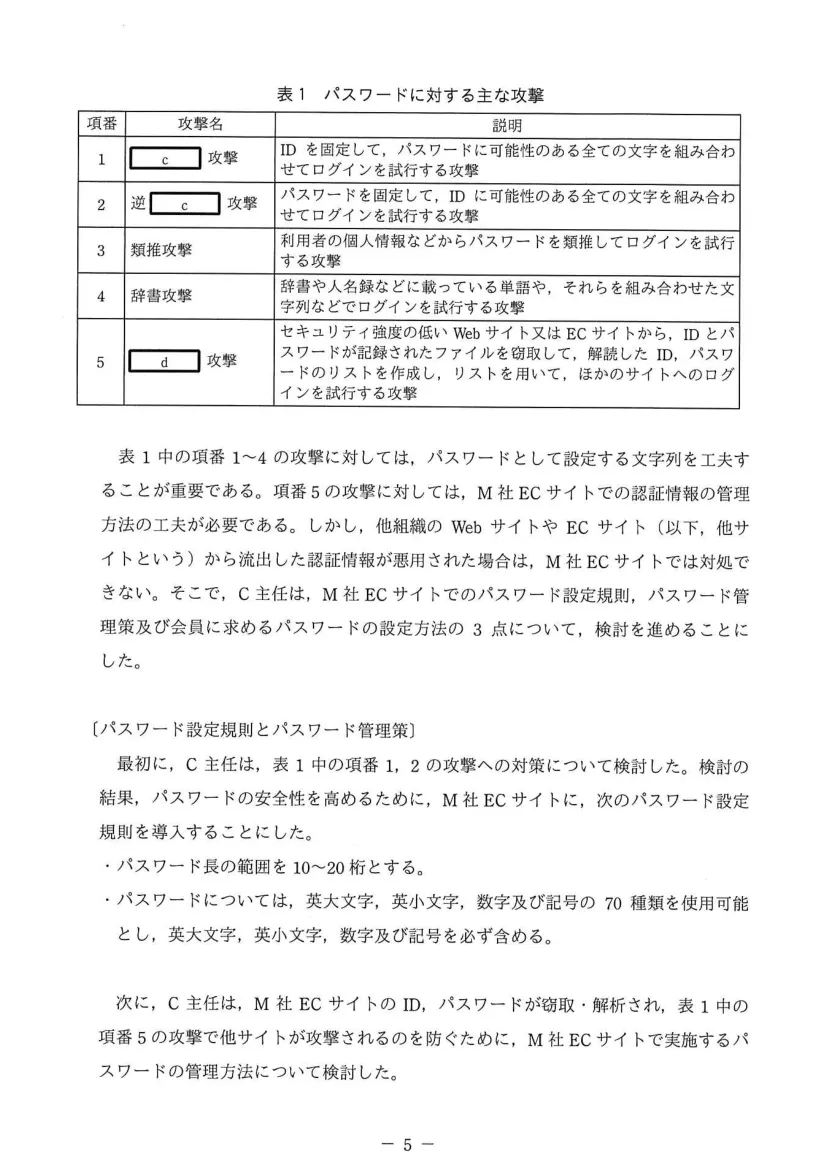 表1 パスワードに対する主な攻撃
項番 攻撃名 説明
1 c 攻撃 ID を固定して，パスワードに可能性のある全ての文字を組み合わ
せてログインを試行する攻撃
2 逆 c 攻撃 パスワードを固定して，ID に可能性のある全ての文字を組み合わ
せてログインを試行する攻撃
3 類推攻撃 利用者の個人情報などからパスワードを類推してログインを試行
する攻撃
4 辞書攻撃 辞書や人名録などに載っている単語や，それらを組み合わせた文
字列などでログインを試行する攻撃
5 d 攻撃 セキュリティ強度の低い Web サイト又は EC サイトから，ID とパ
スワードが記録されたファイルを窃取して，解読した ID，パスワ
ードのリストを作成し，リストを用いて，ほかのサイトへのログ
インを試行する攻撃
表 1 中の項番 1～4 の攻撃に対しては，パスワードとして設定する文字列を工夫す
ることが重要である。項番 5 の攻撃に対しては，M 社 EC サイトでの認証情報の管理
方法の工夫が必要である。しかし，他組織の Web サイトや EC サイト（以下，他サ
イトという）から流出した認証情報が悪用された場合は，M 社 EC サイトでは対処で
きない。そこで，C 主任は，M 社 EC サイトでのパスワード設定規則，パスワード管
理策及び会員に求めるパスワードの設定方法の 3 点について，検討を進めることに
した。
〔パスワード設定規則とパスワード管理策〕
最初に，C 主任は，表 1 中の項番 1，2 の攻撃への対策について検討した。検討の
結果，パスワードの安全性を高めるために，M 社 EC サイトに，次のパスワード設定
規則を導入することにした。
・パスワード長の範囲を 10～20 桁とする。
・パスワードについては，英大文字，英小文字，数字及び記号の 70 種類を使用可能
とし，英大文字，英小文字，数字及び記号を必ず含める。
次に，C 主任は，M 社 EC サイトの ID，パスワードが窃取・解析され，表 1 中の
項番 5 の攻撃で他サイトが攻撃されるのを防ぐために，M 社 EC サイトで実施するパ
スワードの管理方法について検討した。
－ 5 －